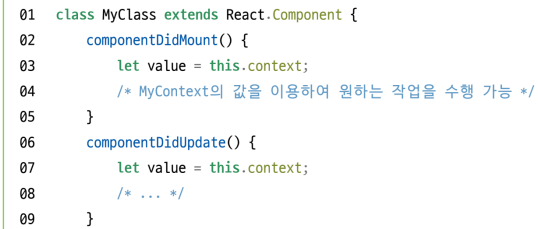 01 class MyClass extends React.Component {
02     componentDidMount() {
03         let value = this.context;
04         /* MyContext의 값을 이용하여 원하는 작업을 수행 가능 */
05     }
06     componentDidUpdate() {
07         let value = this.context;
08         /* ... */
09     }